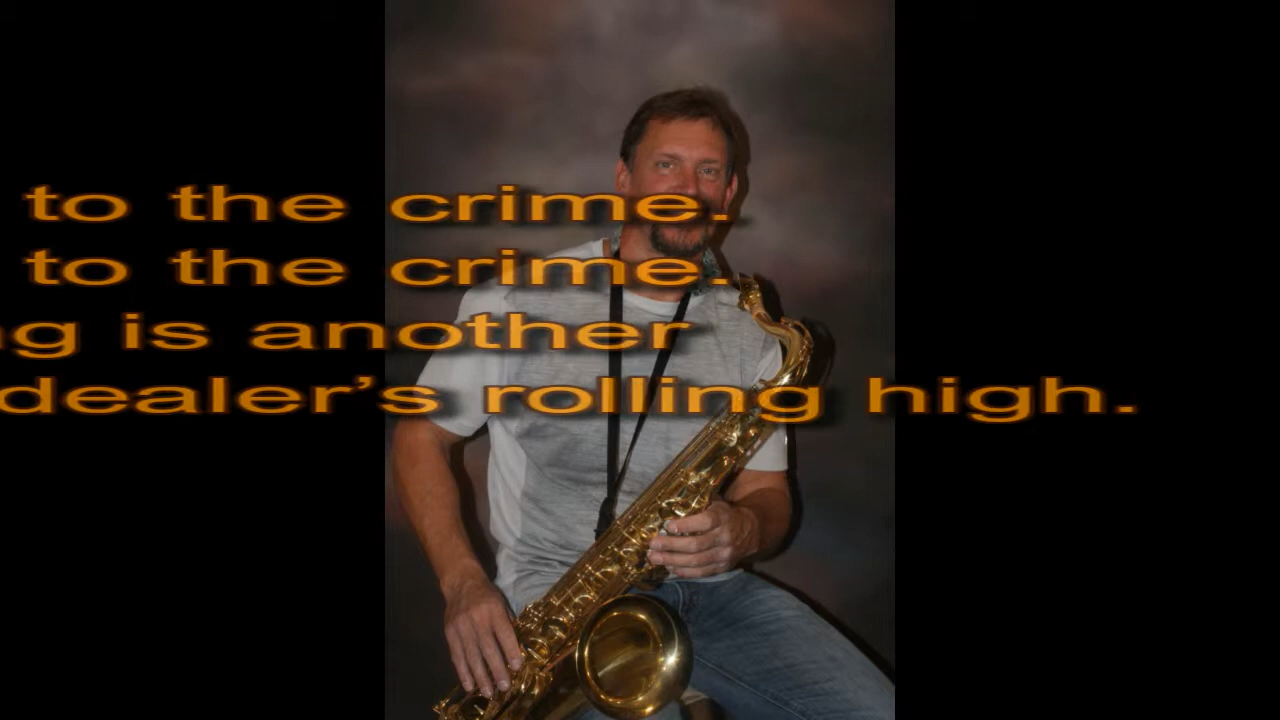 to the crime.
to the crime.
is another
dealer’s rolling high.